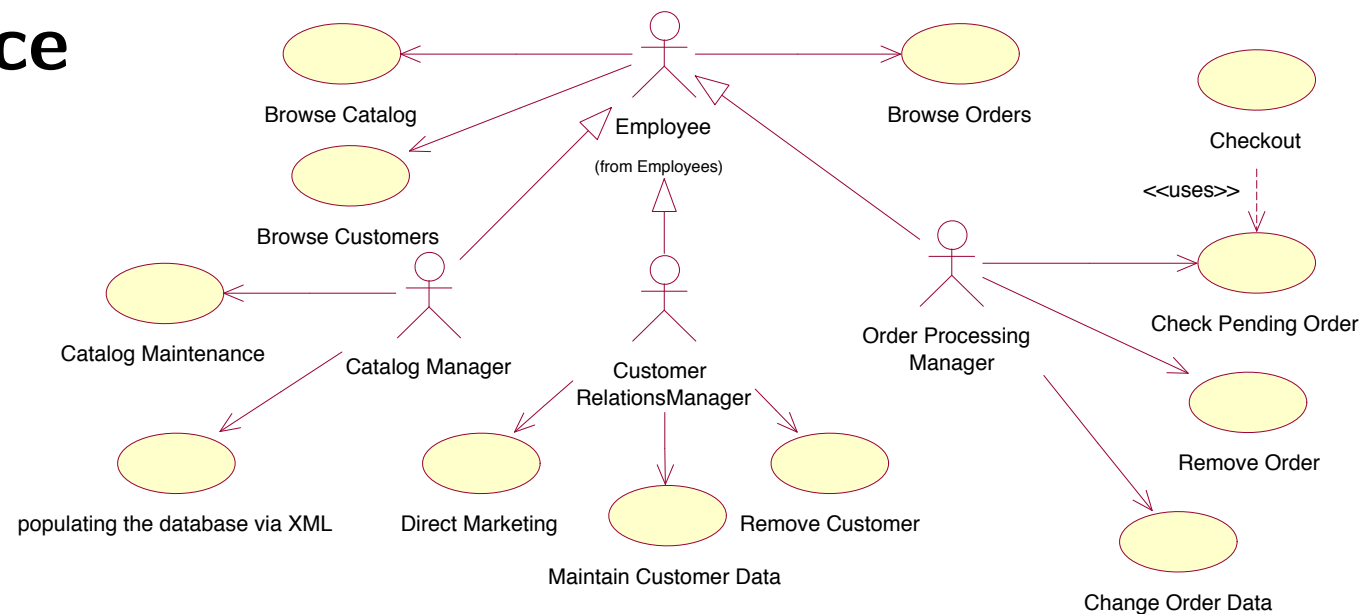 ce
Browse Catalog
Employee
(from Employees)
Browse Orders
Checkout
<<uses>>
Browse Customers
Catalog Maintenance
Catalog Manager
Customer
RelationsManager
Order Processing
Manager
Check Pending Order
Remove Order
populating the database via XML
Direct Marketing
Remove Customer
Maintain Customer Data
Change Order Data